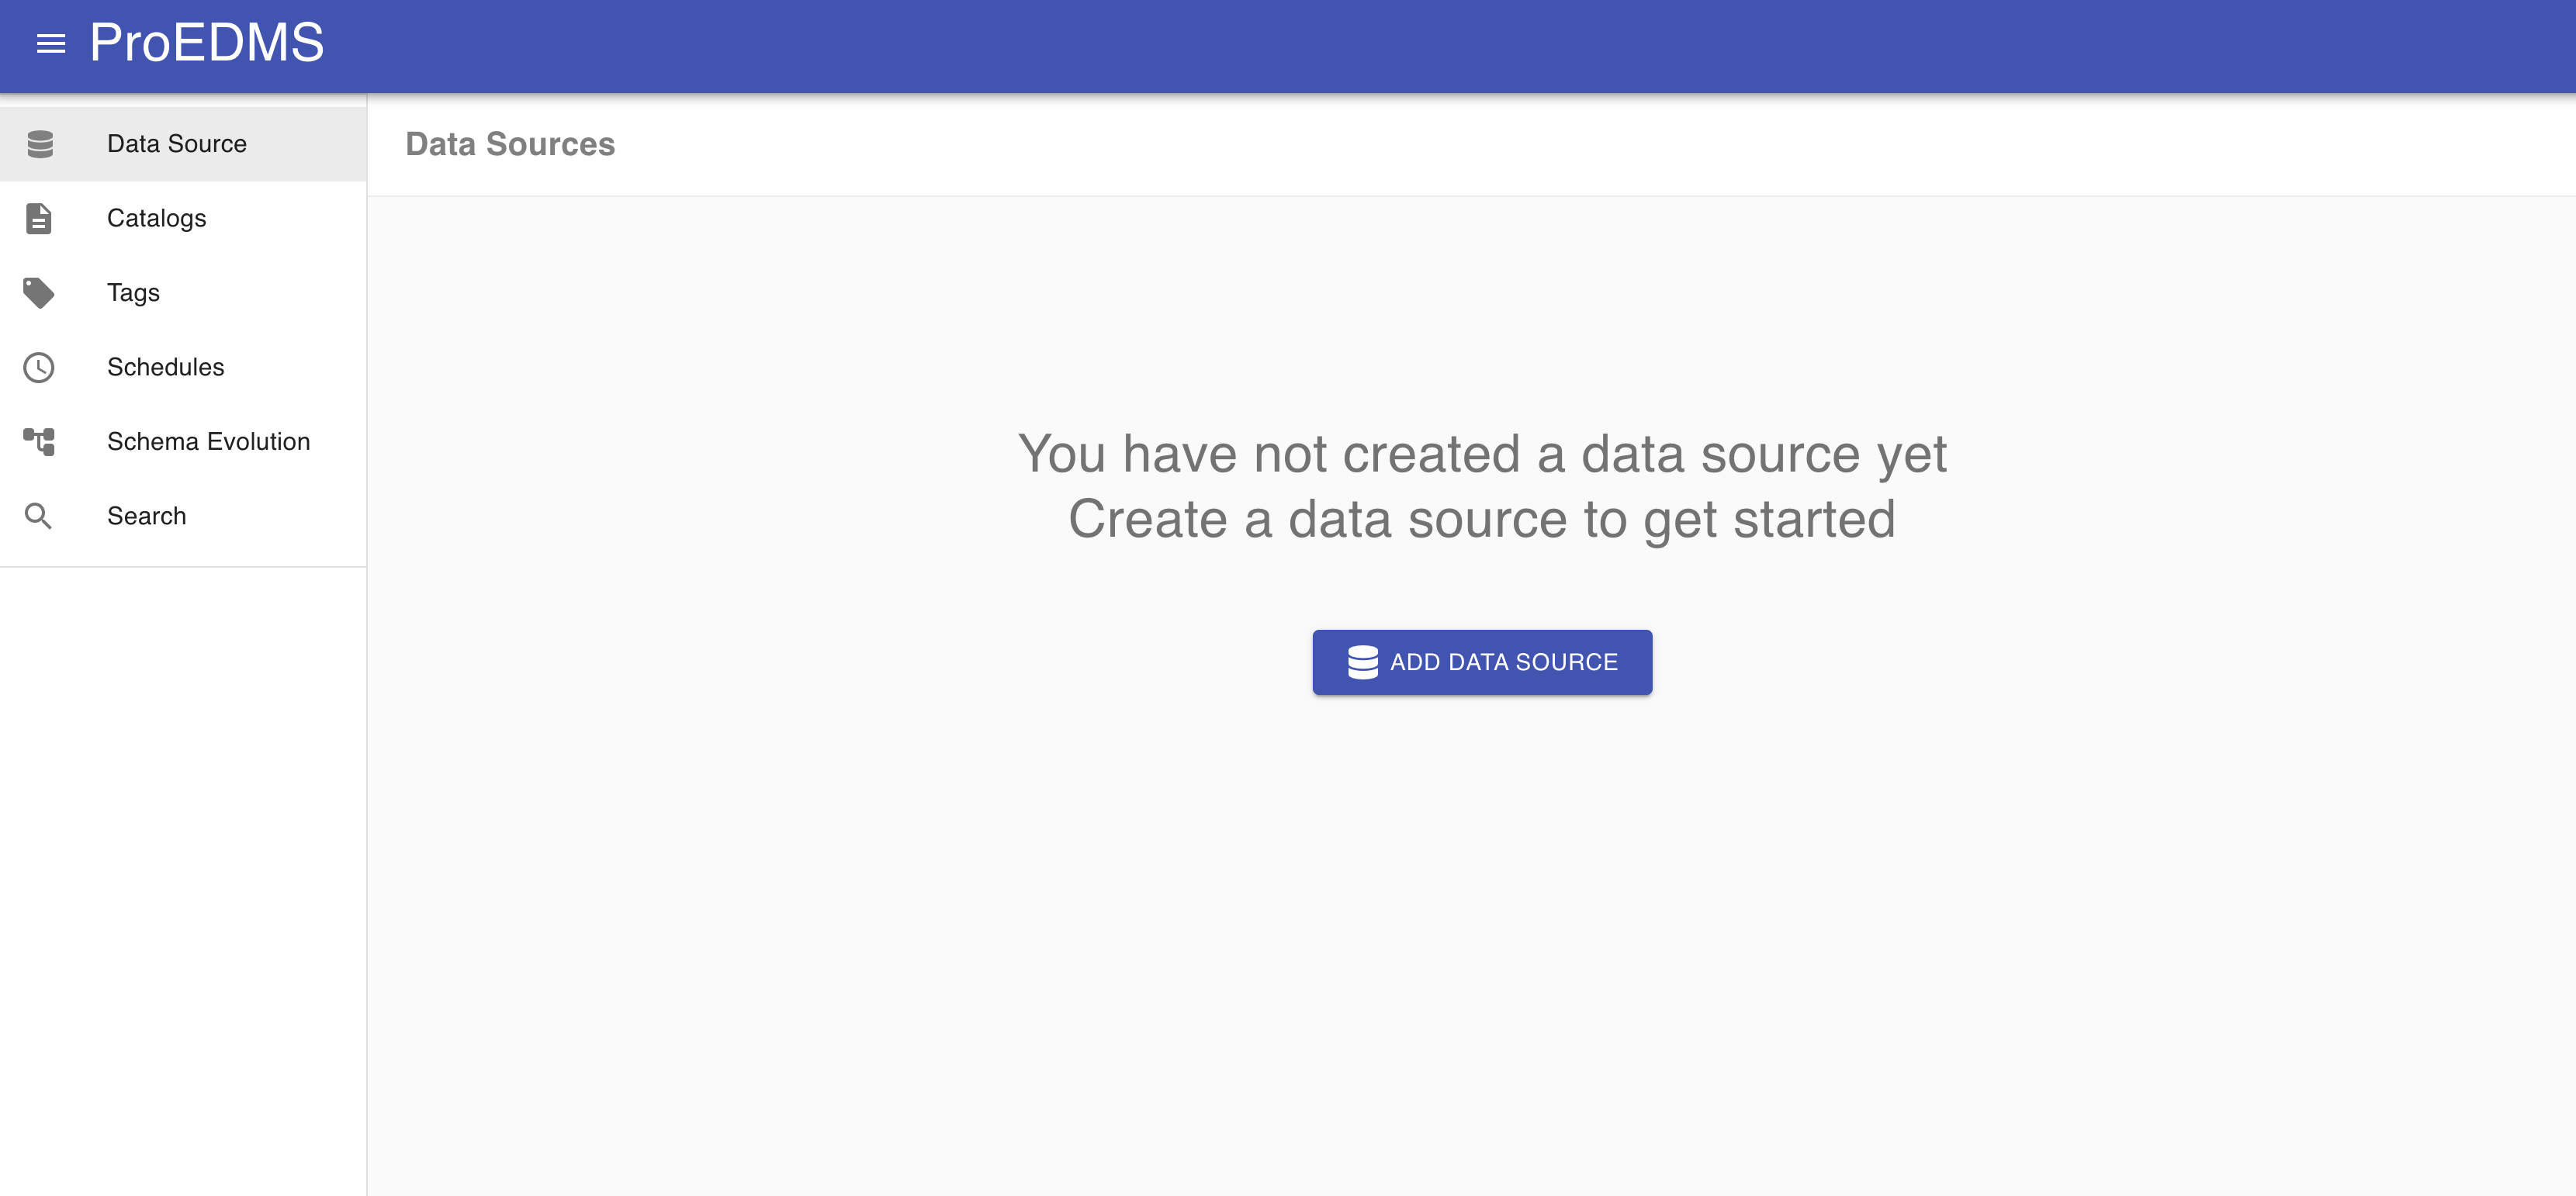 ProEDMS
Data Source
Catalogs
Tags
Schedules
Schema Evolution
Search
Data Sources
You have not created a data source yet
Create a data source to get started
ADD DATA SOURCE